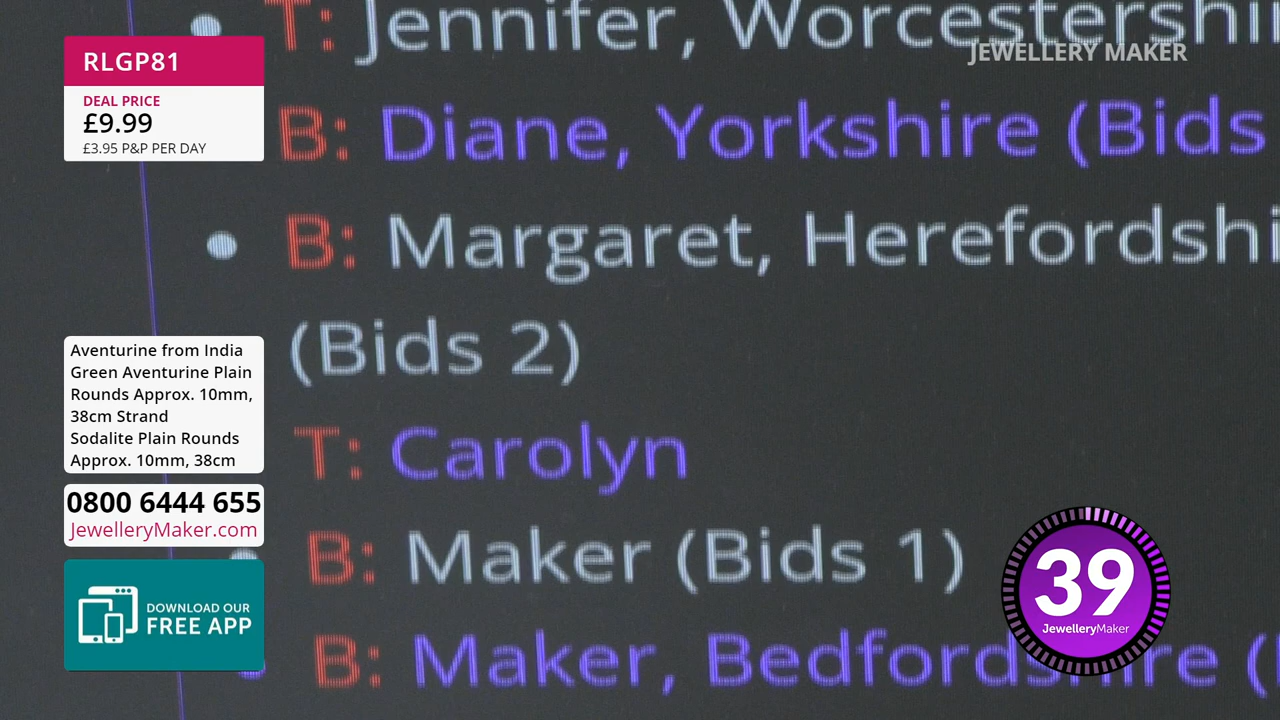 T: Jennifer, Worcestershi
JEWELLERY MAKER
RLGP81
DEAL PRICE
£9.99
£3.95 P&P PER DAY
B: Diane, Yorkshire (Bids
B: Margaret, Herefordshi
(Bids 2)
T: Carolyn
B: Maker (Bids 1)
B: Maker, Bedfordshire (
Aventurine from India
Green Aventurine Plain
Rounds Approx. 10mm,
38cm Strand
Sodalite Plain Rounds
Approx. 10mm, 38cm
0800 6444 655
JewelleryMaker.com
DOWNLOAD OUR
FREE APP
39
JewelleryMaker